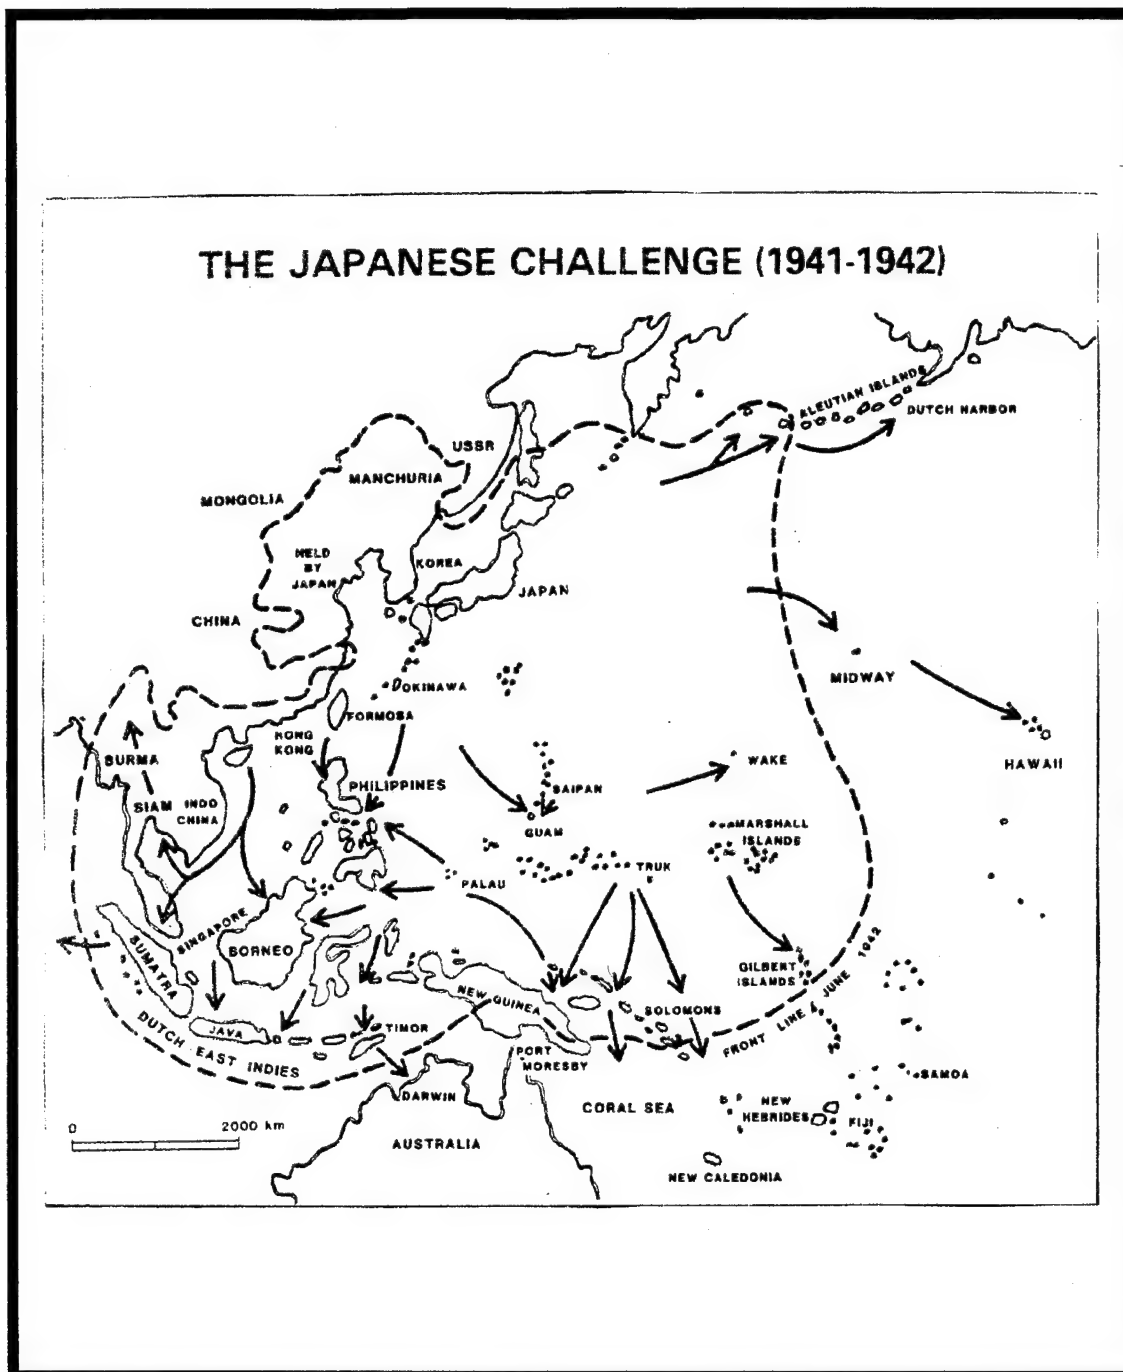 THE JAPANESE CHALLENGE (1941-1942)
ALEUTIAN ISLANDS
DUTCH HARBOR
USSR
MANCHURIA
MONGOLIA
HELD
BY
JAPAN
KOREA
JAPAN
CHINA
OKINAWA
MIDWAY
FORMOSA
HONG
KONG
BURMA
HAWAII
WAKE
PHILIPPINES
SAIPAN
SIAM
INDO
CHINA
GUAM
MARSHALL
ISLANDS
TRUK
PALAU
SINGAPORE
SUMATRA
BORNEO
GILBERT
ISLANDS
NEW GUINEA
SOLOMONS
FRONT LINE JUNE 1942
JAVA
TIMOR
DUTCH EAST INDIES
PORT
MORESBY
SAMOA
DARWIN
CORAL SEA
NEW
HEBRIDES
FIJI
0 2000 km
AUSTRALIA
NEW CALEDONIA